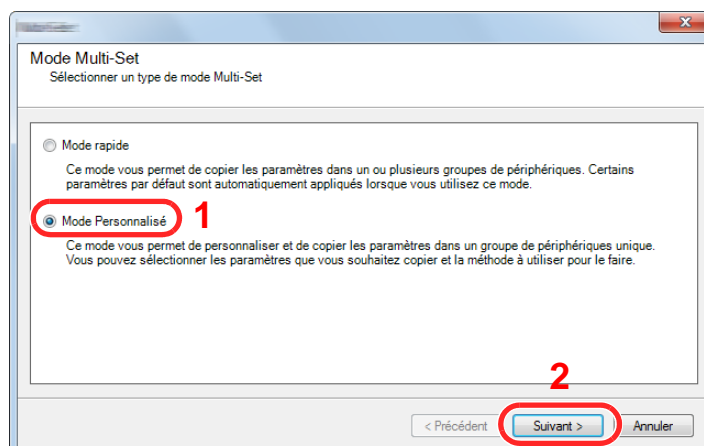 Mode Multi-Set
Sélectionner un type de mode Multi-Set
Mode rapide
Ce mode vous permet de copier les paramètres dans un ou plusieurs groupes de périphériques. Certains
paramètres par défaut sont automatiquement appliqués lorsque vous utilisez ce mode.
Mode Personnalisé 1
Ce mode vous permet de personnaliser et de copier les paramètres dans un groupe de périphériques unique.
Vous pouvez sélectionner les paramètres que vous souhaitez copier et la méthode à utiliser pour le faire.
2
< Précédent Suivant > Annuler